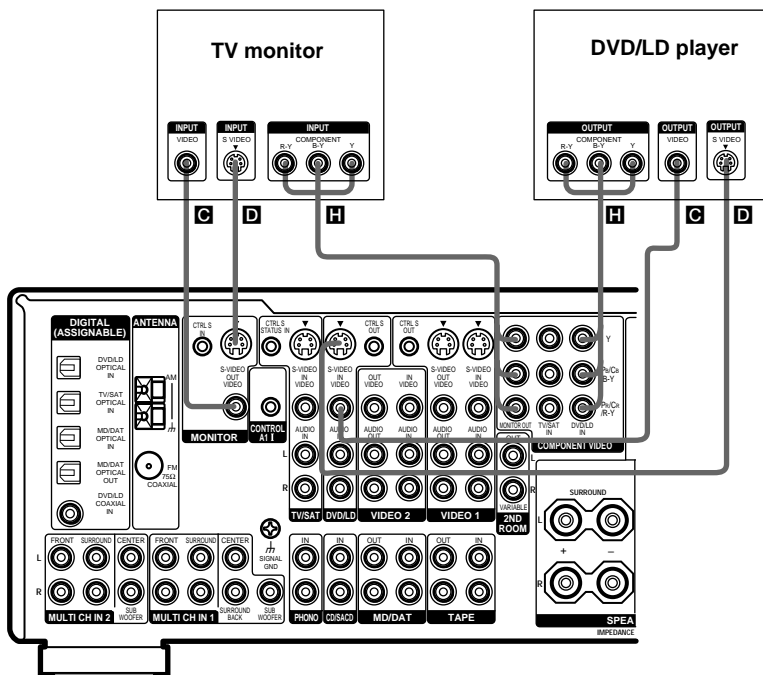 TV monitor
DVD/LD player
INPUT
VIDEO
INPUT
S VIDEO
INPUT
COMPONENT
R-Y B-Y Y
OUTPUT
COMPONENT
R-Y B-Y Y
OUTPUT
VIDEO
OUTPUT
S VIDEO
C D H H C D
DIGITAL
(ASSIGNABLE)
DVD/LD
OPTICAL
IN
TV/SAT
OPTICAL
IN
MD/DAT
OPTICAL
IN
MD/DAT
OPTICAL
OUT
DVD/LD
COAXIAL
IN
ANTENNA
AM
FM
75Ω
COAXIAL
CTRL S
IN
S-VIDEO
OUT
VIDEO
MONITOR
CTRL S
STATUS IN
CONTROL
A1 II
S-VIDEO
IN
VIDEO
AUDIO
IN
L
R
TV/SAT
S-VIDEO
IN
VIDEO
AUDIO
DVD/LD
CTRL S
OUT
OUT
VIDEO
IN
VIDEO
AUDIO
OUT
AUDIO
IN
VIDEO 2
CTRL S
OUT
S-VIDEO
OUT
VIDEO
S-VIDEO
IN
VIDEO
AUDIO
OUT
AUDIO
IN
VIDEO 1
Y
PB/CB
/B-Y
PR/CR
/R-Y
MONITOR OUT
TV/SAT
IN
DVD/LD
IN
COMPONENT VIDEO
OUT
L
R
VARIABLE
2ND
ROOM
SURROUND
L
+ –
R
SPEA
IMPEDANCE
SIGNAL
GND
FRONT SURROUND CENTER
L
R
SUB
WOOFER
MULTI CH IN 2
FRONT SURROUND CENTER
MULTI CH IN 1
SURROUND
BACK
SUB
WOOFER
IN
PHONO
IN
CD/SACD
OUT IN
MD/DAT
OUT IN
TAPE